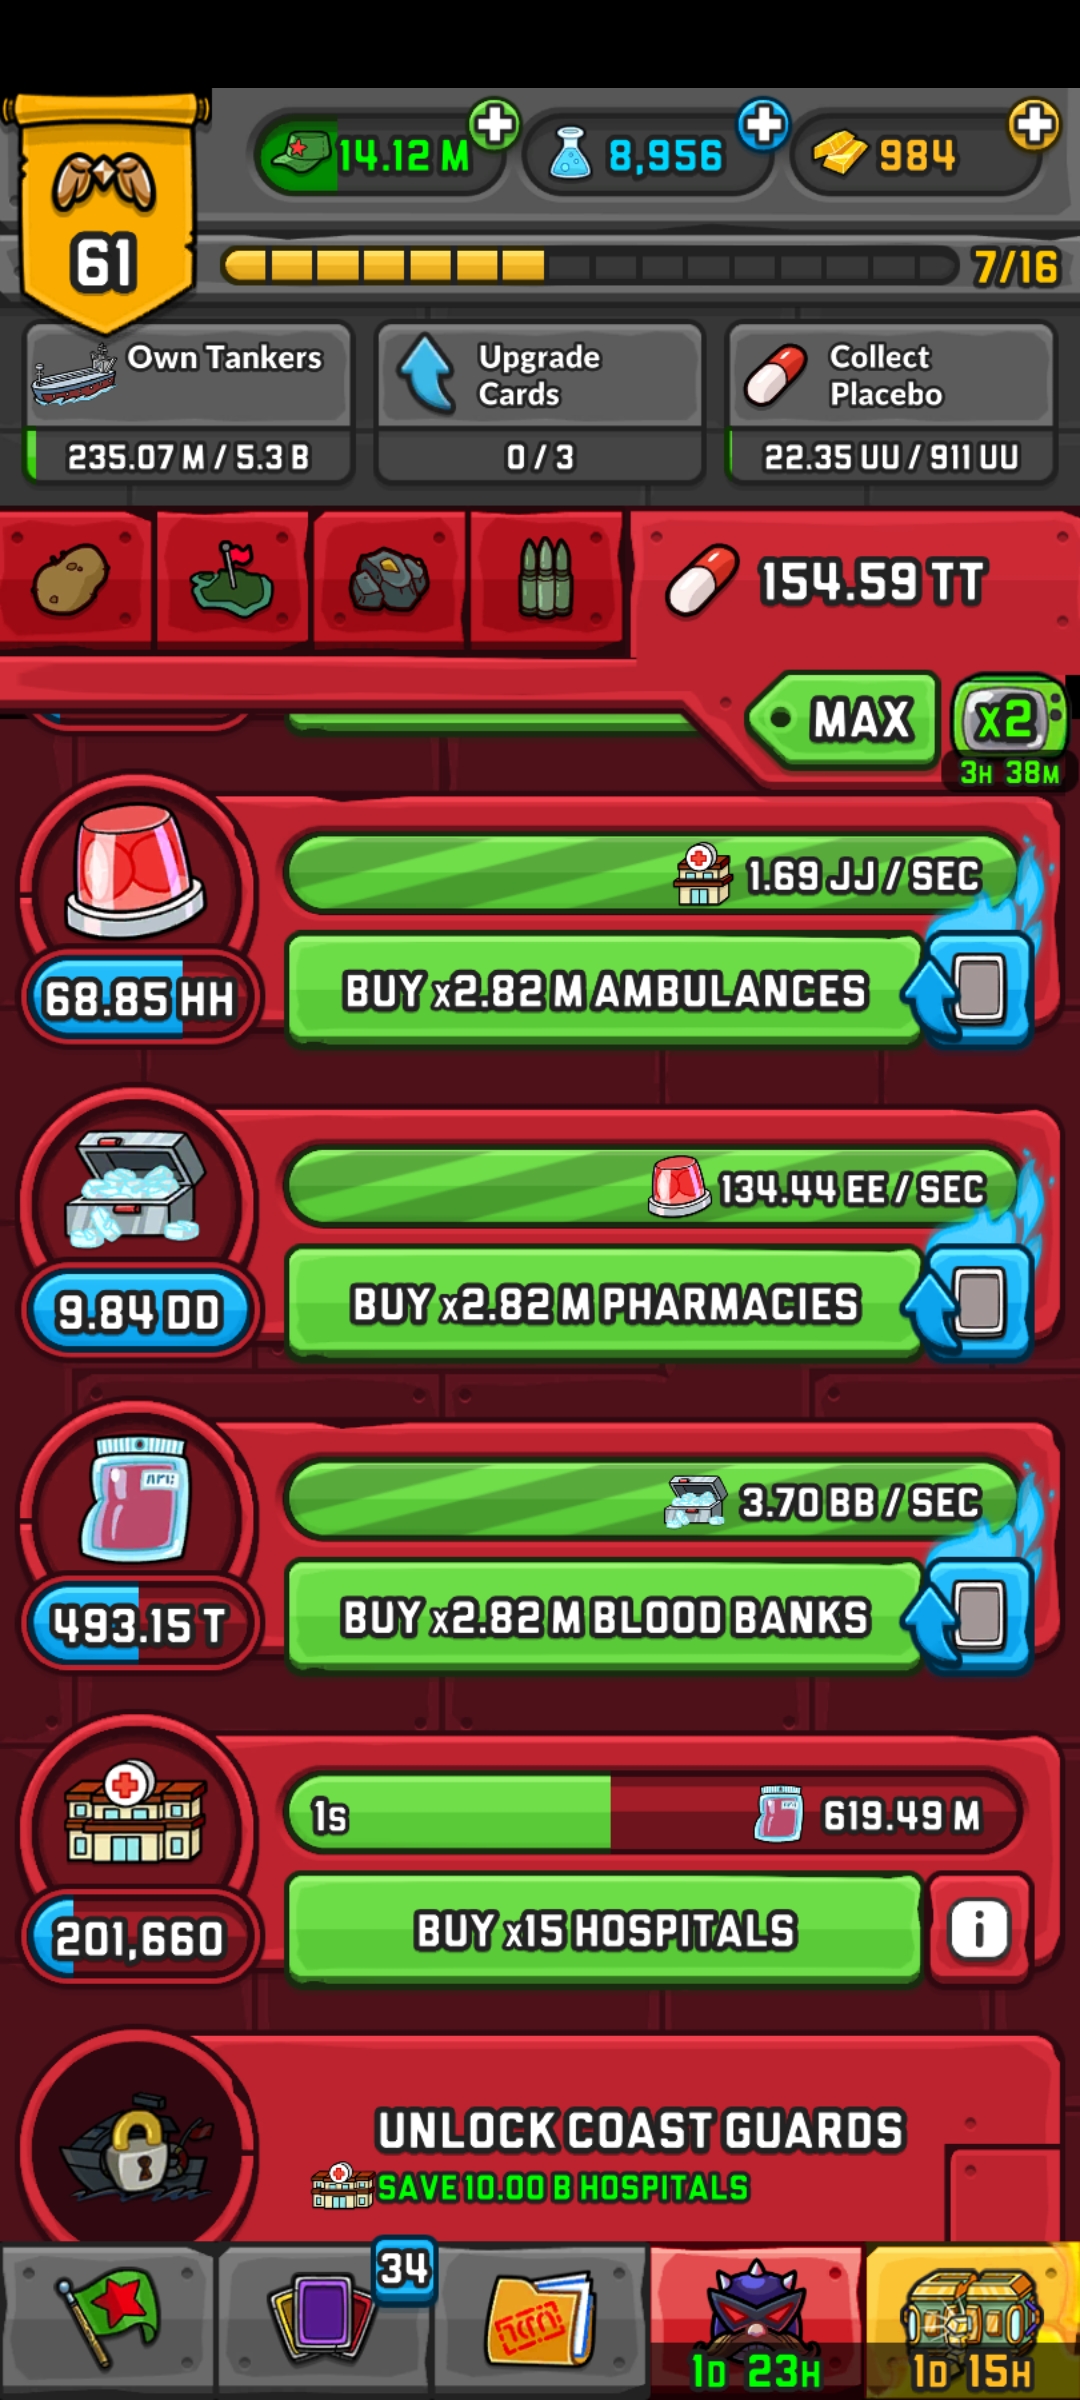 14.12 M
8,956
984
61
7/16
Own Tankers
235.07 M / 5.3 B
Upgrade
Cards
0 / 3
Collect
Placebo
22.35 UU / 911 UU
154.59 TT
MAX
x2
3H 38M
1.69 JJ / SEC
68.85 HH
BUY x2.82 M AMBULANCES
134.44 EE / SEC
9.84 DD
BUY x2.82 M PHARMACIES
3.70 BB / SEC
493.15 T
BUY x2.82 M BLOOD BANKS
1s
619.49 M
201,660
BUY x15 HOSPITALS
i
UNLOCK COAST GUARDS
SAVE 10.00 B HOSPITALS
34
1D 23H
1D 15H